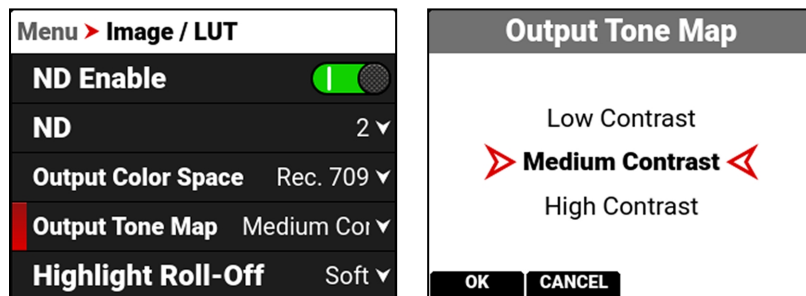 Menu ➤ Image / LUT
ND Enable
ND 2
Output Color Space Rec. 709
Output Tone Map Medium Cor
Highlight Roll-Off Soft
Output Tone Map
Low Contrast
Medium Contrast
High Contrast
OK CANCEL